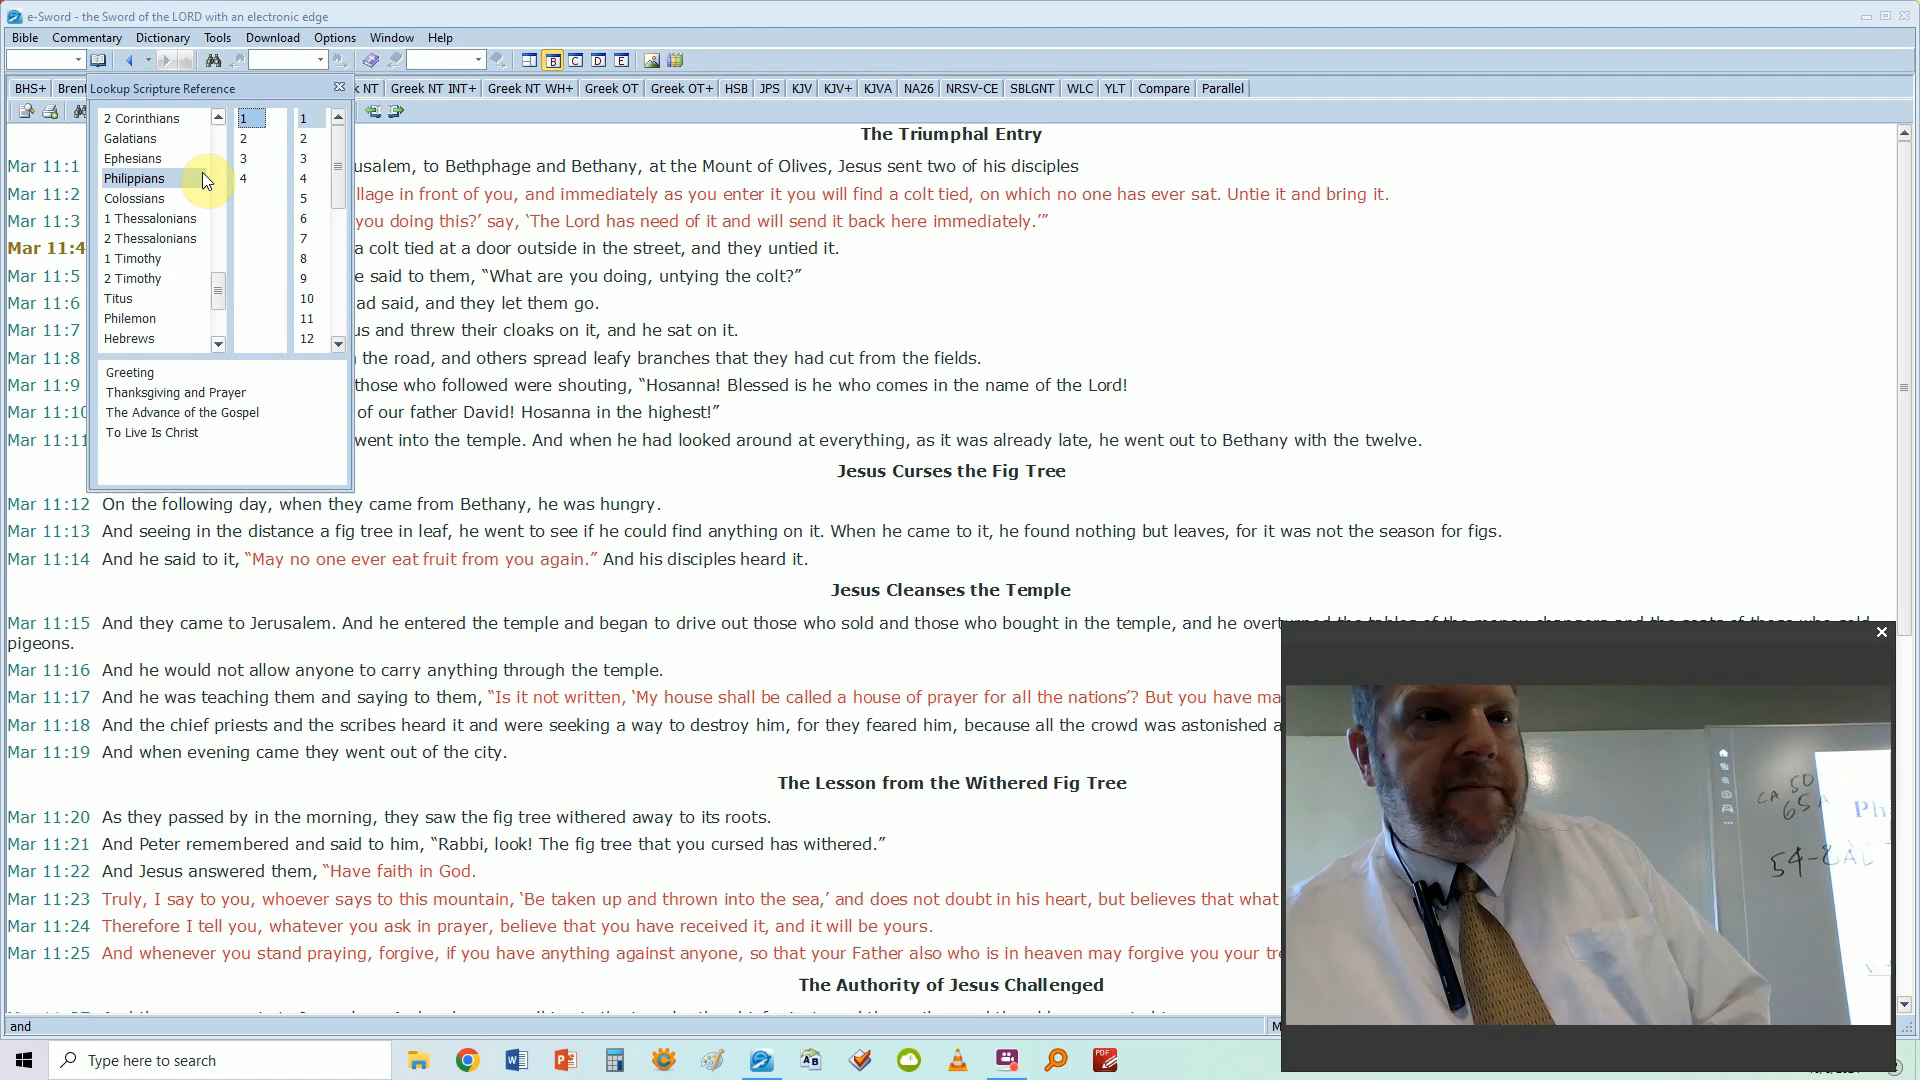 e-Sword - the Sword of the LORD with an electronic edge
Bible Commentary Dictionary Tools Download Options Window Help
B C D E
BHS+ Bren NT Greek NT INT+ Greek NT WH+ Greek OT Greek OT+ HSB JPS KJV KJV+ KJVA NA26 NRSV-CE SBLGNT WLC YLT Compare Parallel
Lookup Scripture Reference
2 Corinthians 1 1
Galatians 2 2
Ephesians 3 3
Philippians 4 4
Colossians 5
1 Thessalonians 6
2 Thessalonians 7
1 Timothy 8
2 Timothy 9
Titus 10
Philemon 11
Hebrews 12
Greeting
Thanksgiving and Prayer
The Advance of the Gospel
To Live Is Christ
The Triumphal Entry
Mar 11:1 usalem, to Bethphage and Bethany, at the Mount of Olives, Jesus sent two of his disciples
Mar 11:2 llage in front of you, and immediately as you enter it you will find a colt tied, on which no one has ever sat. Untie it and bring it.
Mar 11:3 you doing this?’ say, ‘The Lord has need of it and will send it back here immediately.’”
Mar 11:4 a colt tied at a door outside in the street, and they untied it.
Mar 11:5 e said to them, “What are you doing, untying the colt?”
Mar 11:6 ad said, and they let them go.
Mar 11:7 us and threw their cloaks on it, and he sat on it.
Mar 11:8 the road, and others spread leafy branches that they had cut from the fields.
Mar 11:9 those who followed were shouting, “Hosanna! Blessed is he who comes in the name of the Lord!
Mar 11:10 of our father David! Hosanna in the highest!”
Mar 11:11 went into the temple. And when he had looked around at everything, as it was already late, he went out to Bethany with the twelve.
Jesus Curses the Fig Tree
Mar 11:12 On the following day, when they came from Bethany, he was hungry.
Mar 11:13 And seeing in the distance a fig tree in leaf, he went to see if he could find anything on it. When he came to it, he found nothing but leaves, for it was not the season for figs.
Mar 11:14 And he said to it, “May no one ever eat fruit from you again.” And his disciples heard it.
Jesus Cleanses the Temple
Mar 11:15 And they came to Jerusalem. And he entered the temple and began to drive out those who sold and those who bought in the temple, and he overturned the tables of the money-changers and the seats of those who sold
pigeons.
Mar 11:16 And he would not allow anyone to carry anything through the temple.
Mar 11:17 And he was teaching them and saying to them, “Is it not written, ‘My house shall be called a house of prayer for all the nations’? But you have ma
Mar 11:18 And the chief priests and the scribes heard it and were seeking a way to destroy him, for they feared him, because all the crowd was astonished a
Mar 11:19 And when evening came they went out of the city.
The Lesson from the Withered Fig Tree
Mar 11:20 As they passed by in the morning, they saw the fig tree withered away to its roots.
Mar 11:21 And Peter remembered and said to him, “Rabbi, look! The fig tree that you cursed has withered.”
Mar 11:22 And Jesus answered them, “Have faith in God.
Mar 11:23 Truly, I say to you, whoever says to this mountain, ‘Be taken up and thrown into the sea,’ and does not doubt in his heart, but believes that what
Mar 11:24 Therefore I tell you, whatever you ask in prayer, believe that you have received it, and it will be yours.
Mar 11:25 And whenever you stand praying, forgive, if you have anything against anyone, so that your Father also who is in heaven may forgive you your tre
The Authority of Jesus Challenged
and
CA 50
65 A
Ph
54-
Type here to search